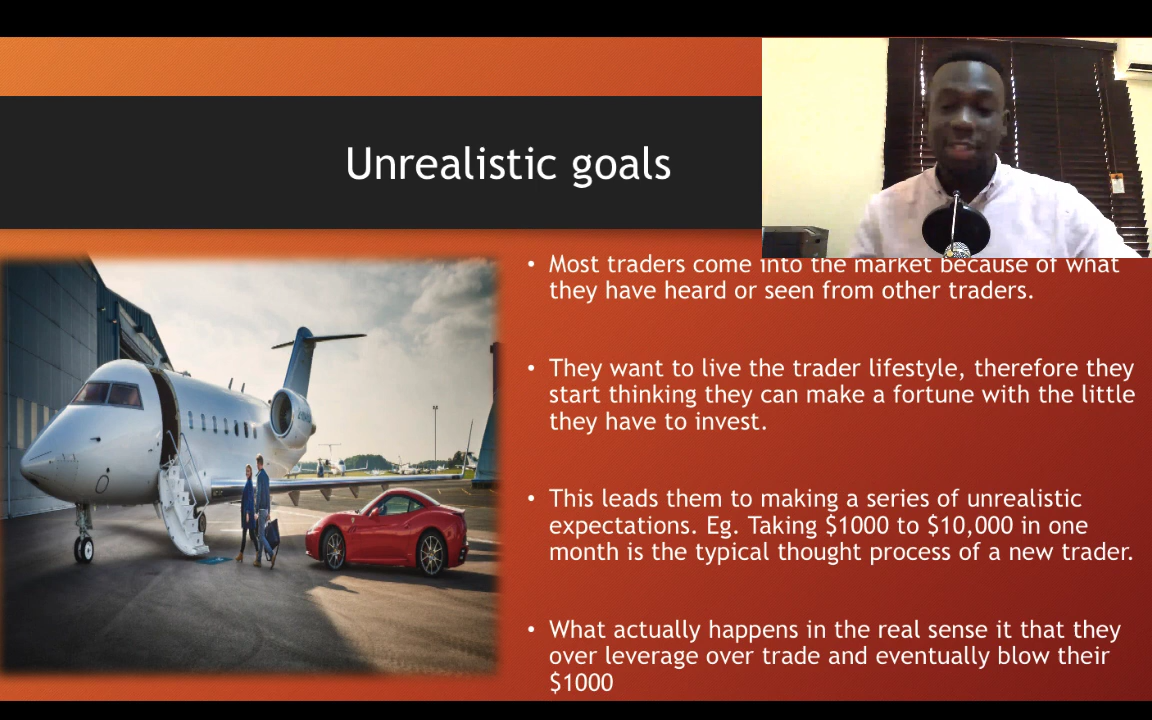 Unrealistic goals
• Most traders come into the market because of what
they have heard or seen from other traders.
• They want to live the trader lifestyle, therefore they
start thinking they can make a fortune with the little
they have to invest.
• This leads them to making a series of unrealistic
expectations. Eg. Taking $1000 to $10,000 in one
month is the typical thought process of a new trader.
• What actually happens in the real sense it that they
over leverage over trade and eventually blow their
$1000